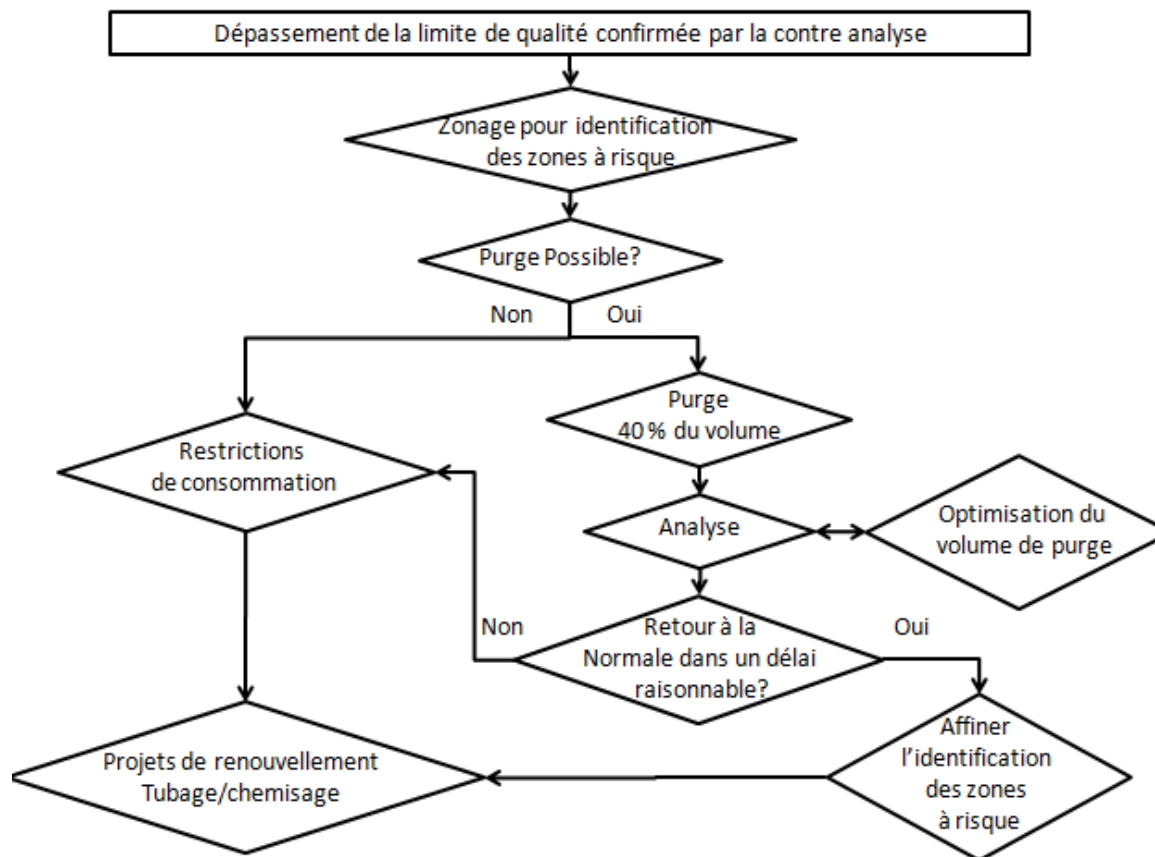 Dépassement de la limite de qualité confirmée par la contre analyse
Zonage pour identification
des zones à risque
Purge Possible?
Non
Oui
Purge
40 % du volume
Restrictions
de consommation
Analyse
Optimisation du
volume de purge
Non
Retour à la
Normale dans un délai
raisonnable?
Oui
Projets de renouvellement
Tubage/chemisage
Affiner
l’identification
des zones
à risque